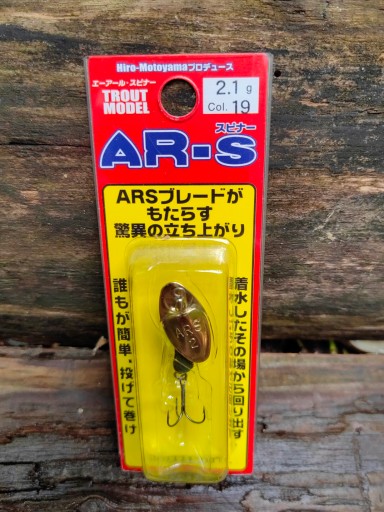 Hiro-Motoyamaプロデュース
エーアール・スピナー
TROUT
MODEL
2.1 g
Col. 19
スピナー
AR-S
ARSブレードが
もたらす
驚異の立ち上がり
着水したその場から回り出す
誰もが簡単、投げて巻け
ARS